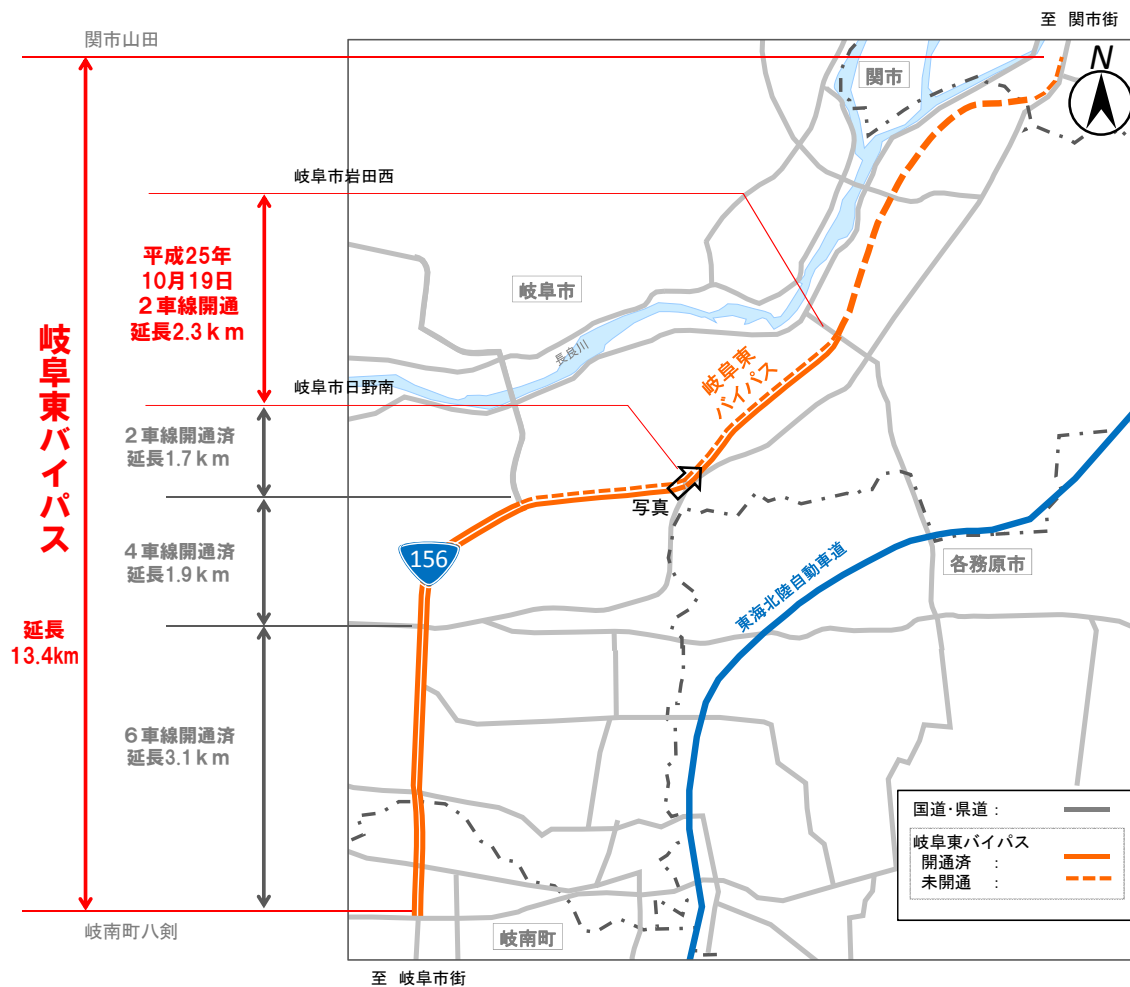 至 関市街
関市山田
N
関市
岐阜市岩田西
平成25年
10月19日
2車線開通
延長2.3km
岐阜市
長良川
岐阜東バイパス
岐阜東
バイパス
岐阜市日野南
2車線開通済
延長1.7km
写真
4車線開通済
延長1.9km
156
各務原市
東海北陸自動車道
延長
13.4km
6車線開通済
延長3.1km
国道・県道 :
岐阜東バイパス
開通済 :
未開通 :
岐南町八剣
岐南町
至 岐阜市街